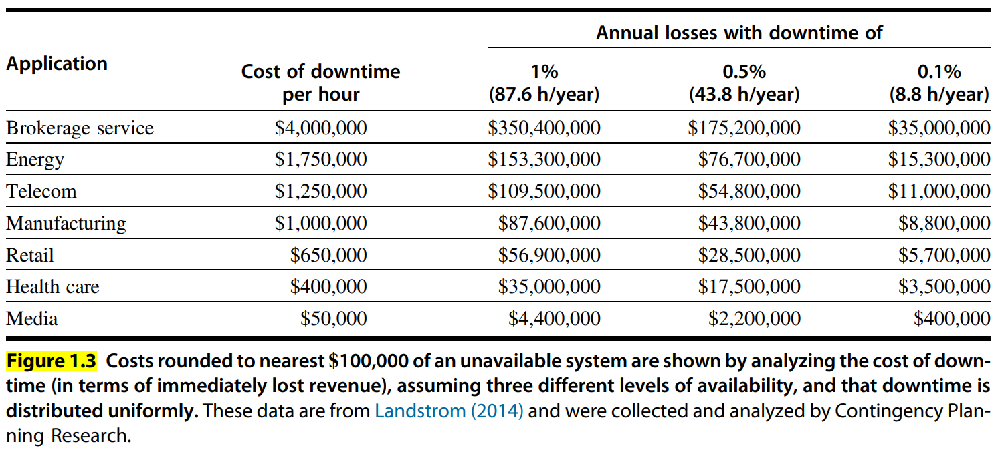 Annual losses with downtime of
Application Cost of downtime per hour 1% (87.6 h/year) 0.5% (43.8 h/year) 0.1% (8.8 h/year)
Brokerage service $4,000,000 $350,400,000 $175,200,000 $35,000,000
Energy $1,750,000 $153,300,000 $76,700,000 $15,300,000
Telecom $1,250,000 $109,500,000 $54,800,000 $11,000,000
Manufacturing $1,000,000 $87,600,000 $43,800,000 $8,800,000
Retail $650,000 $56,900,000 $28,500,000 $5,700,000
Health care $400,000 $35,000,000 $17,500,000 $3,500,000
Media $50,000 $4,400,000 $2,200,000 $400,000
Figure 1.3 Costs rounded to nearest $100,000 of an unavailable system are shown by analyzing the cost of down-
time (in terms of immediately lost revenue), assuming three different levels of availability, and that downtime is
distributed uniformly. These data are from Landstrom (2014) and were collected and analyzed by Contingency Plan-
ning Research.